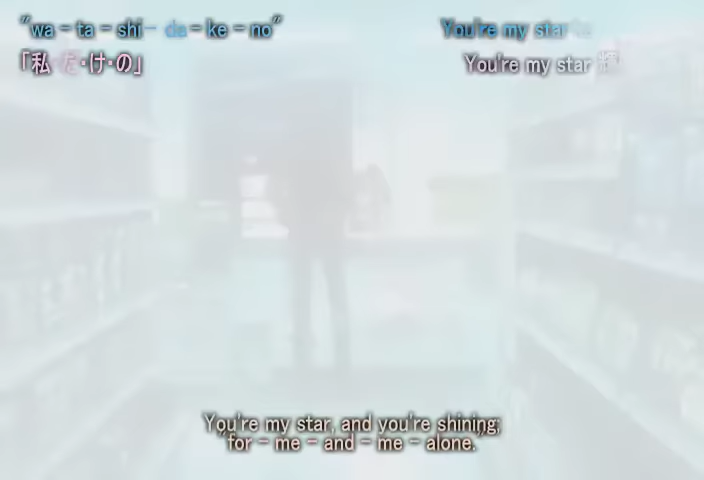 “wa-ta-shi-da-ke-no”
You're my star
「私・だ・け・の」
You're my star 輝
You're my star, and you're shining;
“for - me - and - me - alone.”